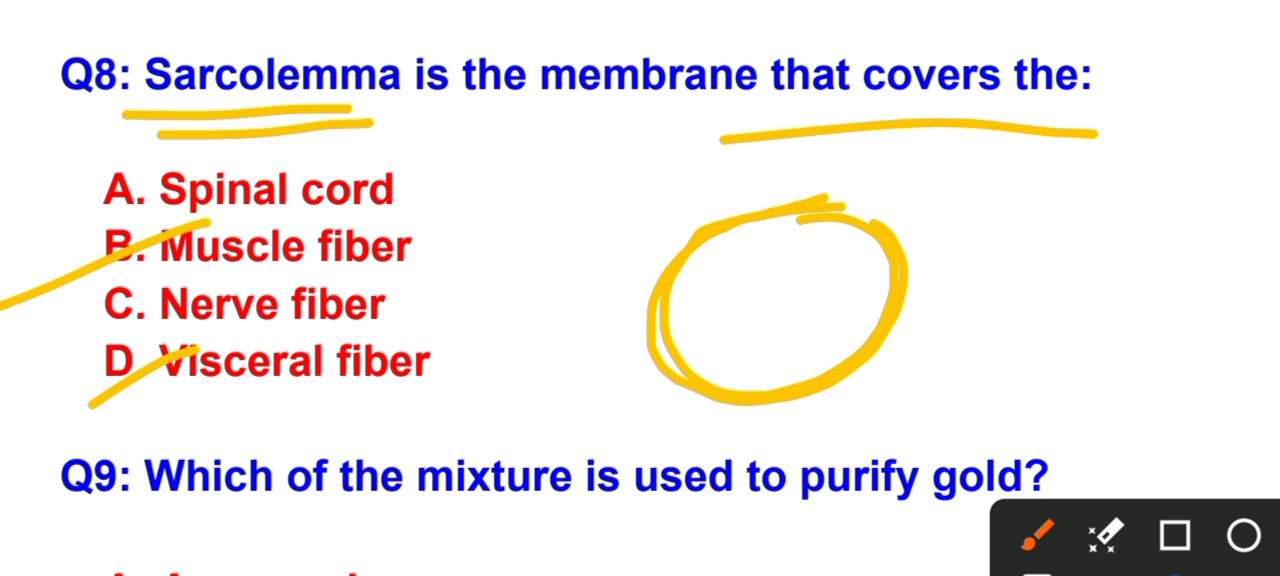 Q8: Sarcolemma is the membrane that covers the:
A. Spinal cord
B. Muscle fiber
C. Nerve fiber
D. Visceral fiber
Q9: Which of the mixture is used to purify gold?